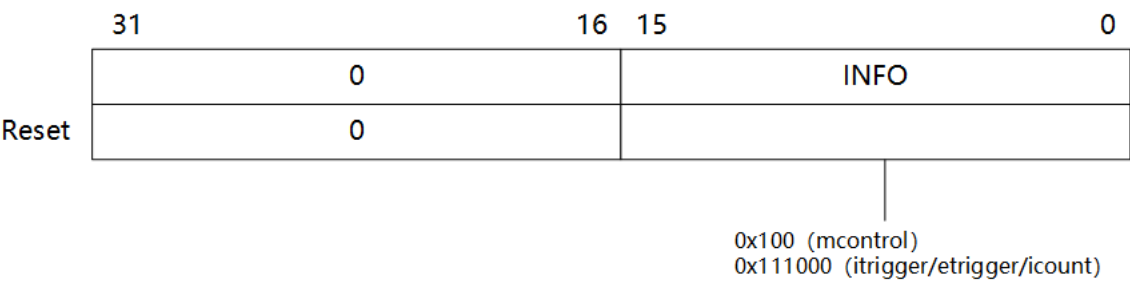 31 16 15 0
0 INFO
Reset 0
0x100 (mcontrol)
0x111000 (itrigger/etrigger/icount)